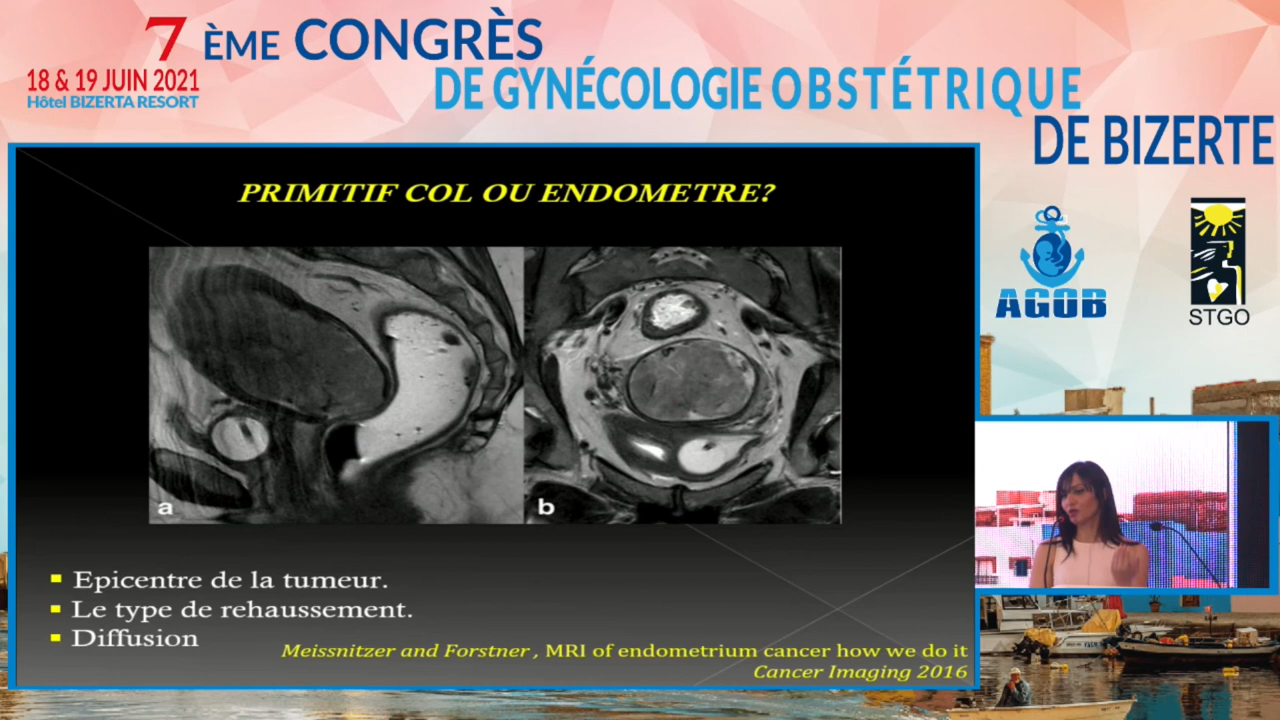 7 ÈME CONGRÈS
18 & 19 JUIN 2021
Hôtel BIZERTA RESORT
DE GYNÉCOLOGIE OBSTÉTRIQUE
DE BIZERTE
PRIMITIF COL OU ENDOMETRE?
a
b
AGOB
STGO
Epicentre de la tumeur.
Le type de rehaussement.
Diffusion
Meissnitzer and Forstner , MRI of endometrium cancer how we do it
Cancer Imaging 2016